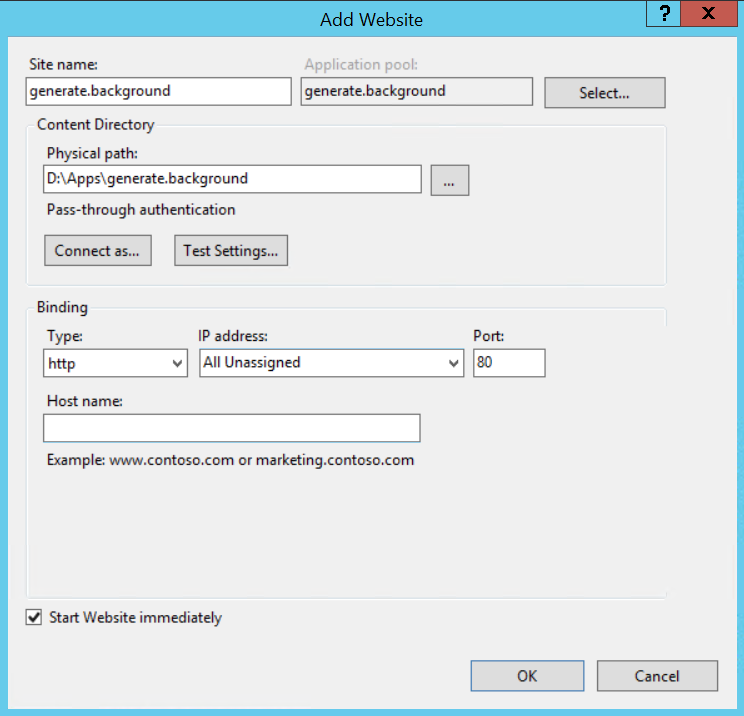 Add Website
?
X
Site name:
Application pool:
generate.background
generate.background
Select...
Content Directory
Physical path:
D:\Apps\generate.background
...
Pass-through authentication
Connect as...
Test Settings...
Binding
Type:
IP address:
Port:
http
All Unassigned
80
Host name:
Example: www.contoso.com or marketing.contoso.com
Start Website immediately
OK
Cancel